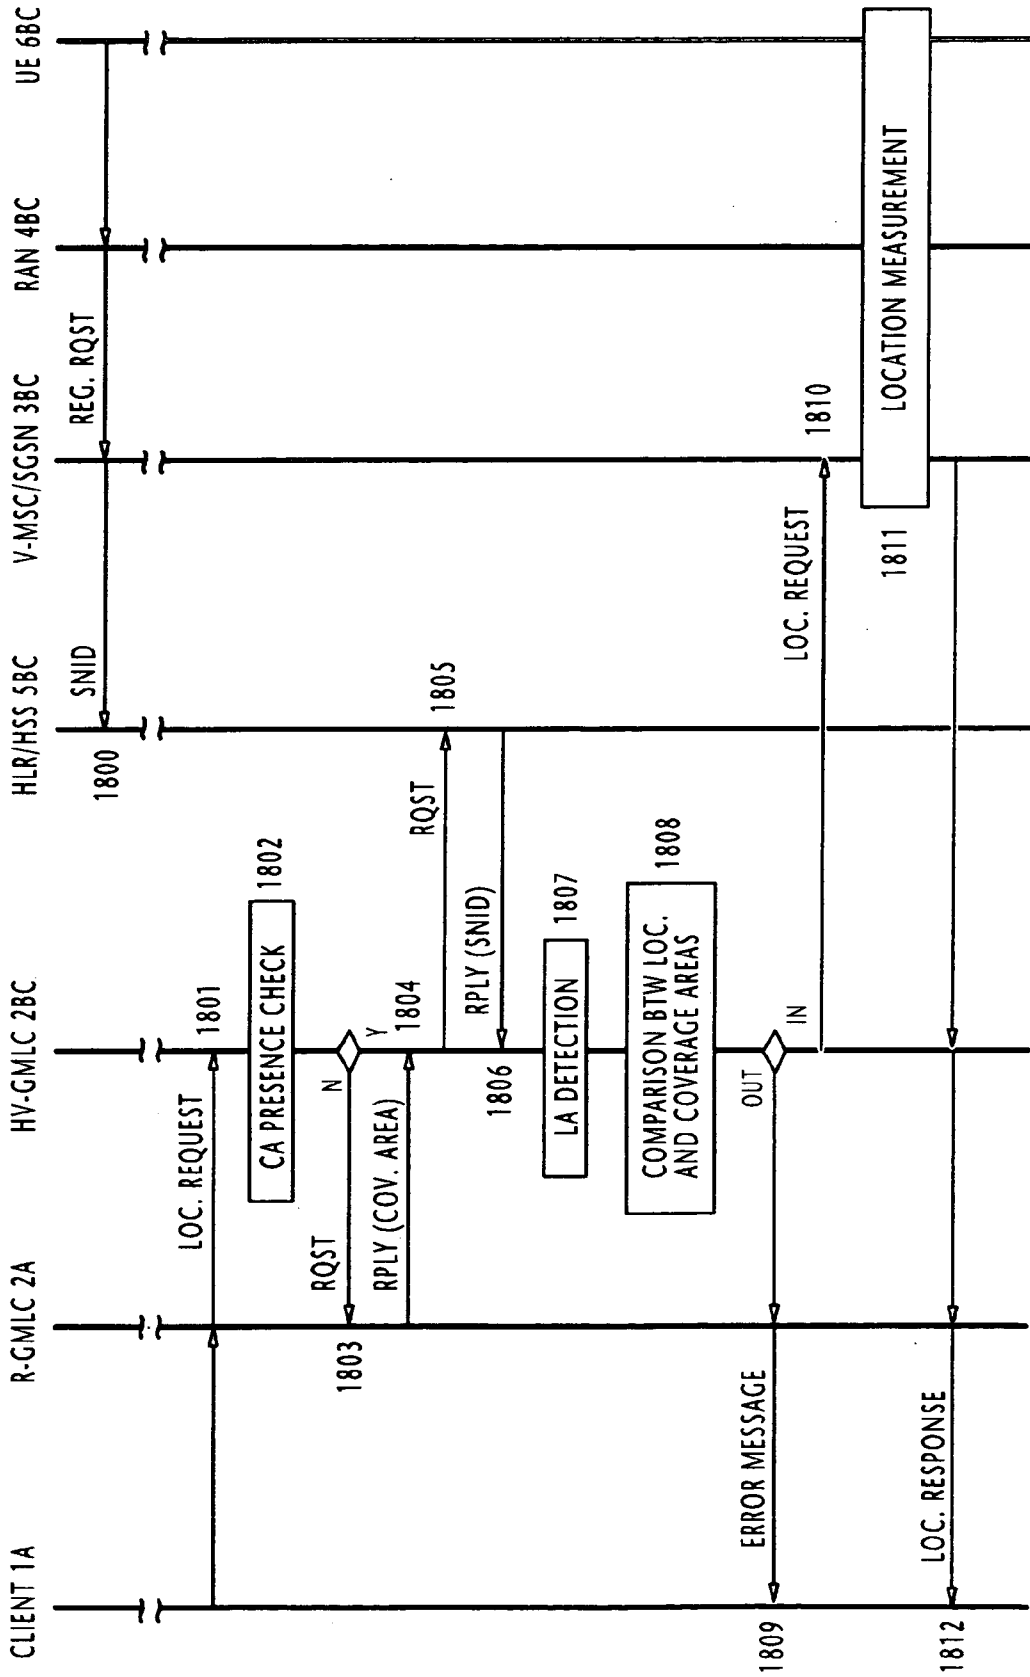 CLIENT 1A
R-GMLC 2A
HV-GMLC 2BC
HLR/HSS 5BC
V-MSC/SGSN 3BC
RAN 4BC
UE 6BC
1800
SNID
REG. RQST
LOC. REQUEST
1801
CA PRESENCE CHECK
1802
1803
RQST
N
Y
RPLY (COV. AREA)
1804
RQST
1805
1806
RPLY (SNID)
LA DETECTION
1807
COMPARISON BTW LOC.
AND COVERAGE AREAS
1808
1809
ERROR MESSAGE
OUT
IN
LOC. REQUEST
1810
1811
LOCATION MEASUREMENT
1812
LOC. RESPONSE